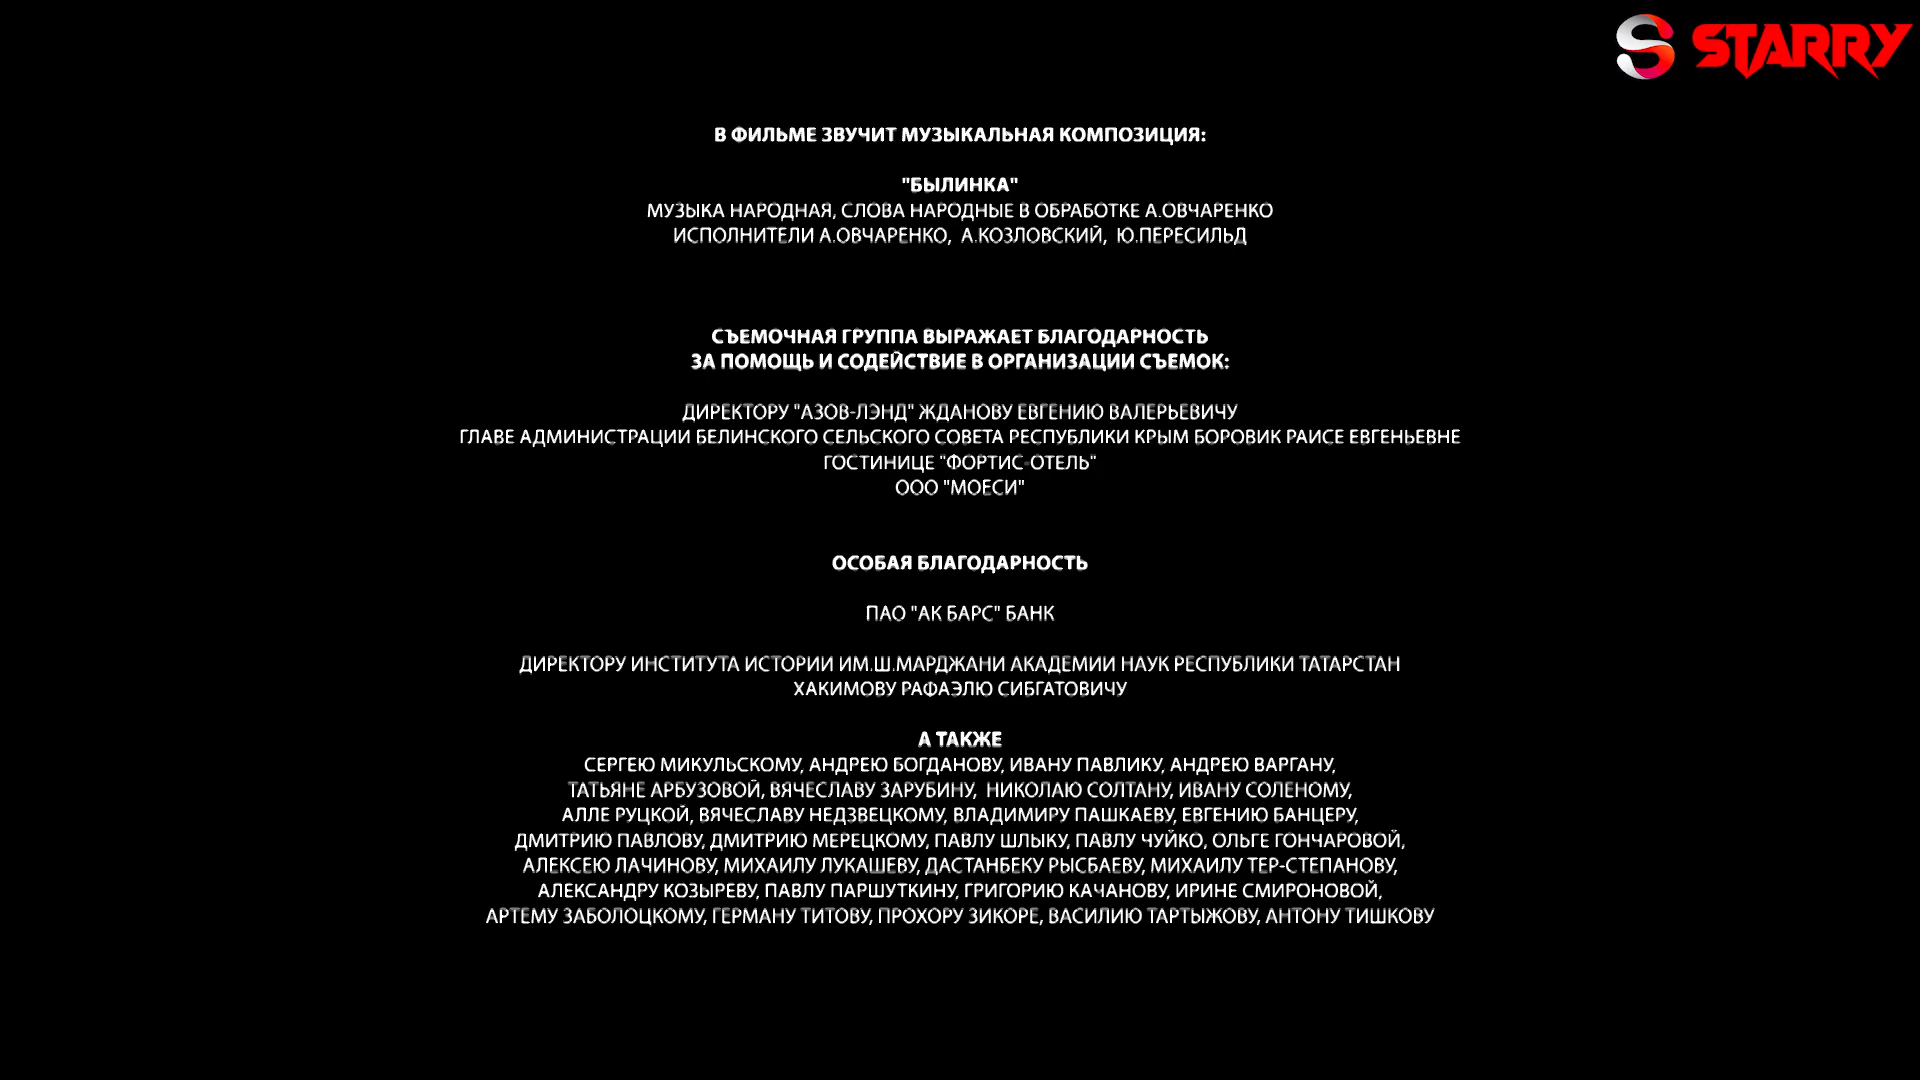 STARRY
В ФИЛЬМЕ ЗВУЧИТ МУЗЫКАЛЬНАЯ КОМПОЗИЦИЯ:
"БЫЛИНКА"
МУЗЫКА НАРОДНАЯ, СЛОВА НАРОДНЫЕ В ОБРАБОТКЕ А.ОВЧАРЕНКО
ИСПОЛНИТЕЛИ А.ОВЧАРЕНКО, А.КОЗЛОВСКИЙ, Ю.ПЕРЕСИЛЬД
СЪЕМОЧНАЯ ГРУППА ВЫРАЖАЕТ БЛАГОДАРНОСТЬ
ЗА ПОМОЩЬ И СОДЕЙСТВИЕ В ОРГАНИЗАЦИИ СЪЕМОК:
ДИРЕКТОРУ "АЗОВ-ЛЭНД" ЖДАНОВУ ЕВГЕНИЮ ВАЛЕРЬЕВИЧУ
ГЛАВЕ АДМИНИСТРАЦИИ БЕЛИНСКОГО СЕЛЬСКОГО СОВЕТА РЕСПУБЛИКИ КРЫМ БОРОВИК РАИСЕ ЕВГЕНЬЕВНЕ
ГОСТИНИЦЕ "ФОРТИС-ОТЕЛЬ"
ООО "МОЕСИ"
ОСОБАЯ БЛАГОДАРНОСТЬ
ПАО "АК БАРС" БАНК
ДИРЕКТОРУ ИНСТИТУТА ИСТОРИИ ИМ.Ш.МАРДЖАНИ АКАДЕМИИ НАУК РЕСПУБЛИКИ ТАТАРСТАН
ХАКИМОВУ РАФАЭЛЮ СИБГАТОВИЧУ
А ТАКЖЕ
СЕРГЕЮ МИКУЛЬСКОМУ, АНДРЕЮ БОГДАНОВУ, ИВАНУ ПАВЛИКУ, АНДРЕЮ ВАРГАНУ,
ТАТЬЯНЕ АРБУЗОВОЙ, ВЯЧЕСЛАВУ ЗАРУБИНУ, НИКОЛАЮ СОЛТАНУ, ИВАНУ СОЛЕНОМУ,
АЛЛЕ РУЦКОЙ, ВЯЧЕСЛАВУ НЕДЗВЕЦКОМУ, ВЛАДИМИРУ ПАШКАЕВУ, ЕВГЕНИЮ БАНЦЕРУ,
ДМИТРИЮ ПАВЛОВУ, ДМИТРИЮ МЕРЕЦКОМУ, ПАВЛУ ШЛЫКУ, ПАВЛУ ЧУЙКО, ОЛЬГЕ ГОНЧАРОВОЙ,
АЛЕКСЕЮ ЛАЧИНОВУ, МИХАИЛУ ЛУКАШЕВУ, ДАСТАНБЕКУ РЫСБАЕВУ, МИХАИЛУ ТЕР-СТЕПАНОВУ,
АЛЕКСАНДРУ КОЗЫРЕВУ, ПАВЛУ ПАРШУТКИНУ, ГРИГОРИЮ КАЧАНОВУ, ИРИНЕ СМИРОНОВОЙ,
АРТЕМУ ЗАБОЛОЦКОМУ, ГЕРМАНУ ТИТОВУ, ПРОХОРУ ЗИКОРЕ, ВАСИЛИЮ ТАРТЫЖОВУ, АНТОНУ ТИШКОВУ